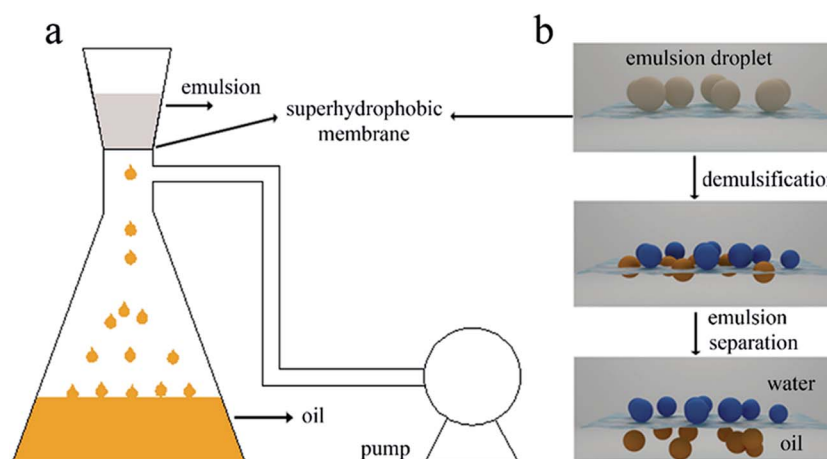 a
emulsion
superhydrophobic
membrane
oil
pump
b
emulsion droplet
demulsification
emulsion
separation
water
oil